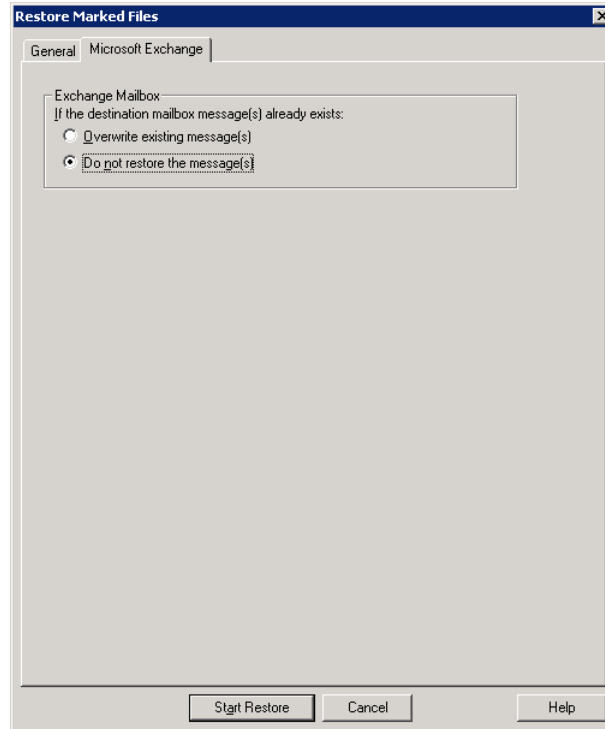 Restore Marked Files
General
Microsoft Exchange
Exchange Mailbox
If the destination mailbox message(s) already exists:
Overwrite existing message(s)
Do not restore the message(s)
Start Restore
Cancel
Help